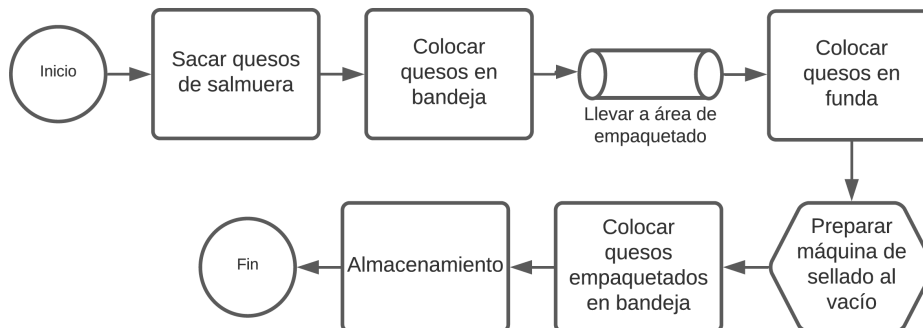 Inicio
Sacar quesos
de salmuera
Colocar
quesos en
bandeja
Llevar a área de
empaquetado
Colocar
quesos en
funda
Preparar
máquina de
sellado al
vacío
Colocar
quesos
empaquetados
en bandeja
Almacenamiento
Fin